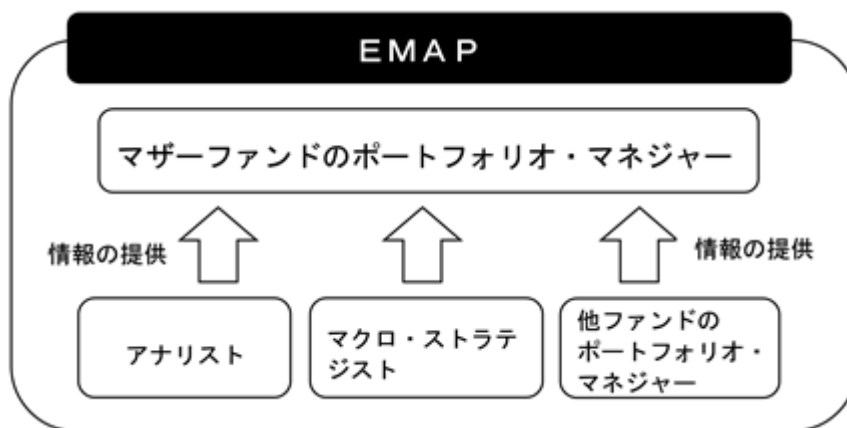 EMAP
マザーファンドのポートフォリオ・マネジャー
情報の提供
情報の提供
アナリスト
マクロ・ストラテ
ジスト
他ファンドの
ポートフォリオ・
マネジャー